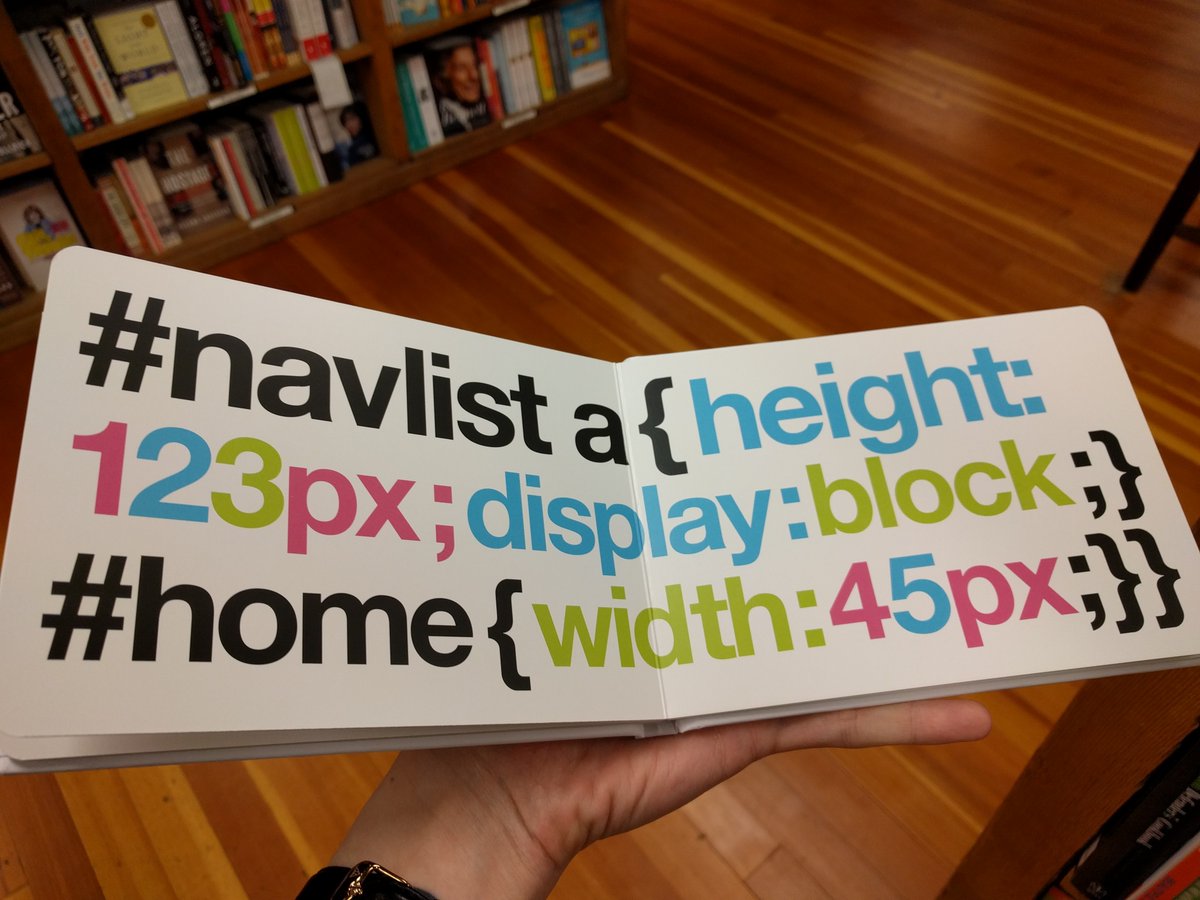 #navlist a{height:
123px;display:block;}
#home{width:45px;}}